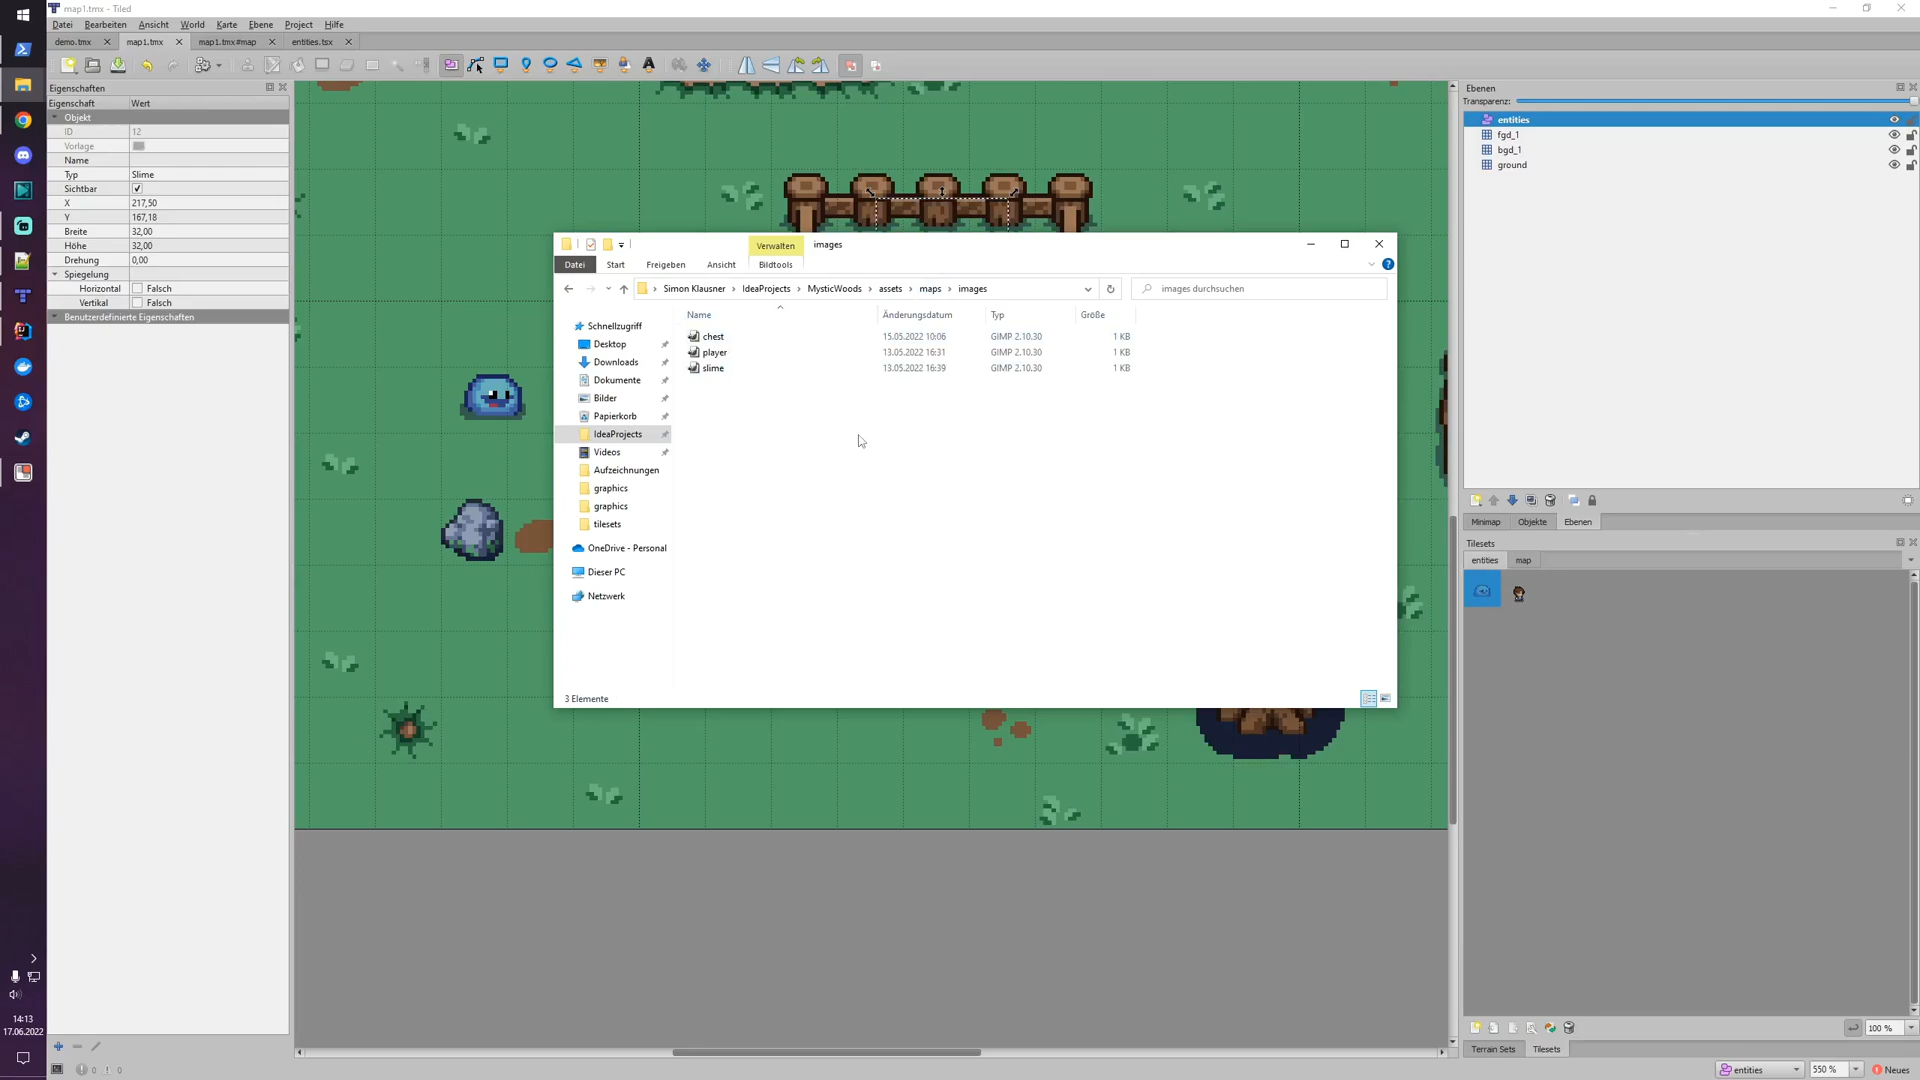 map1.tmx - Tiled
Datei Bearbeiten Ansicht World Karte Ebene Project Hilfe
demo.tmx map1.tmx map1.tmx#map entities.tsx
Eigenschaften
Eigenschaft Wert
Objekt
ID 12
Vorlage
Name
Typ Slime
Sichtbar
X 217,50
Y 167,18
Breite 32,00
Höhe 32,00
Drehung 0,00
Spiegelung
Horizontal Falsch
Vertikal Falsch
Benutzerdefinierte Eigenschaften
Verwalten images
Datei Start Freigeben Ansicht Bildtools
Simon Klausner IdeaProjects MysticWoods assets maps images
images durchsuchen
Name Änderungsdatum Typ Größe
chest 15.05.2022 10:06 GIMP 2.10.30 1 KB
player 13.05.2022 16:31 GIMP 2.10.30 1 KB
slime 13.05.2022 16:39 GIMP 2.10.30 1 KB
Schnellzugriff
Desktop
Downloads
Dokumente
Bilder
Papierkorb
IdeaProjects
Videos
Aufzeichnungen
graphics
graphics
tilesets
OneDrive - Personal
Dieser PC
Netzwerk
3 Elemente
Ebenen
Transparenz:
entities
fgd_1
bgd_1
ground
Minimap Objekte Ebenen
Tilesets
entities map
100 %
Terrain Sets Tilesets
0 0
entities 550 % Neues
14:13
17.06.2022